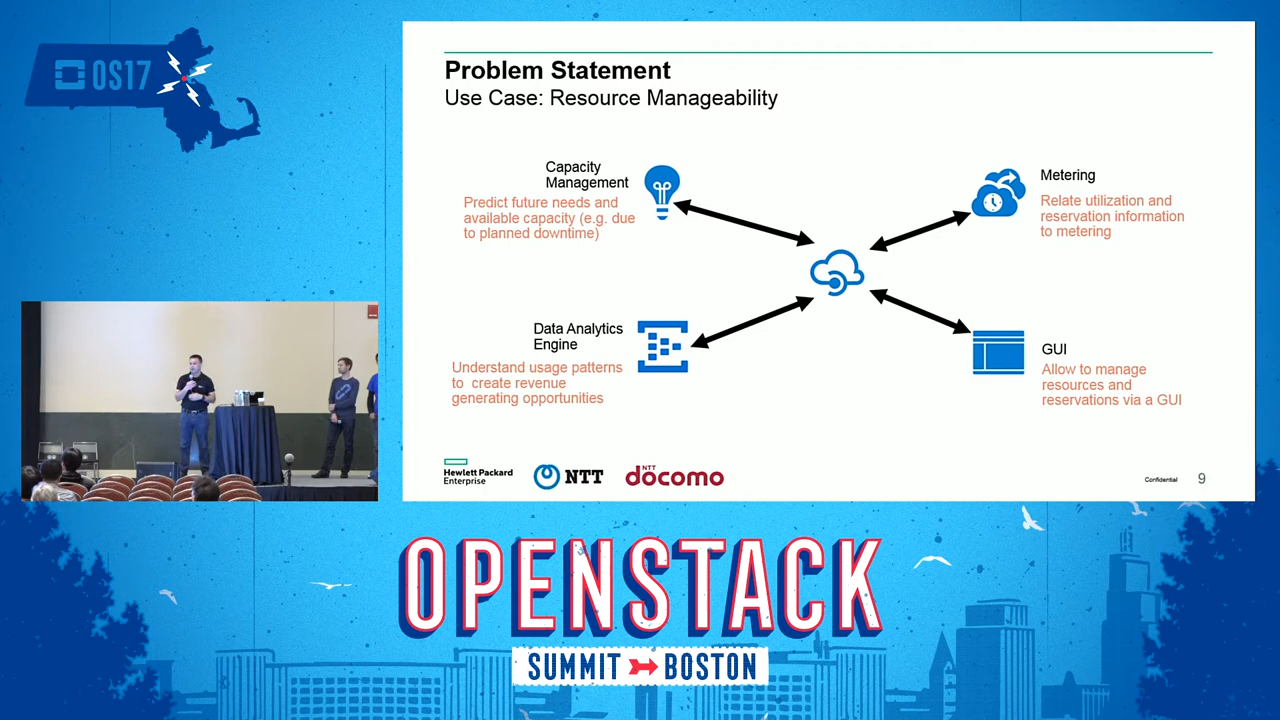 OS17
Problem Statement
Use Case: Resource Manageability
Capacity
Management
Predict future needs and
available capacity (e.g. due
to planned downtime)
Metering
Relate utilization and
reservation information
to metering
Data Analytics
Engine
Understand usage patterns
to create revenue
generating opportunities
GUI
Allow to manage
resources and
reservations via a GUI
Hewlett Packard
Enterprise
NTT
NTT
docomo
Confidential
9
OPENSTACK
SUMMIT BOSTON